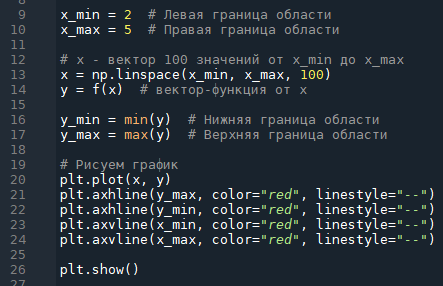 9 x_min = 2  # Левая граница области
10 x_max = 5  # Правая граница области
11
12 # x - вектор 100 значений от x_min до x_max
13 x = np.linspace(x_min, x_max, 100)
14 y = f(x)  # вектор-функция от x
15
16 y_min = min(y)  # Нижняя граница области
17 y_max = max(y)  # Верхняя граница области
18
19 # Рисуем график
20 plt.plot(x, y)
21 plt.axhline(y_max, color="red", linestyle="--")
22 plt.axhline(y_min, color="red", linestyle="--")
23 plt.axvline(x_min, color="red", linestyle="--")
24 plt.axvline(x_max, color="red", linestyle="--")
25
26 plt.show()
27